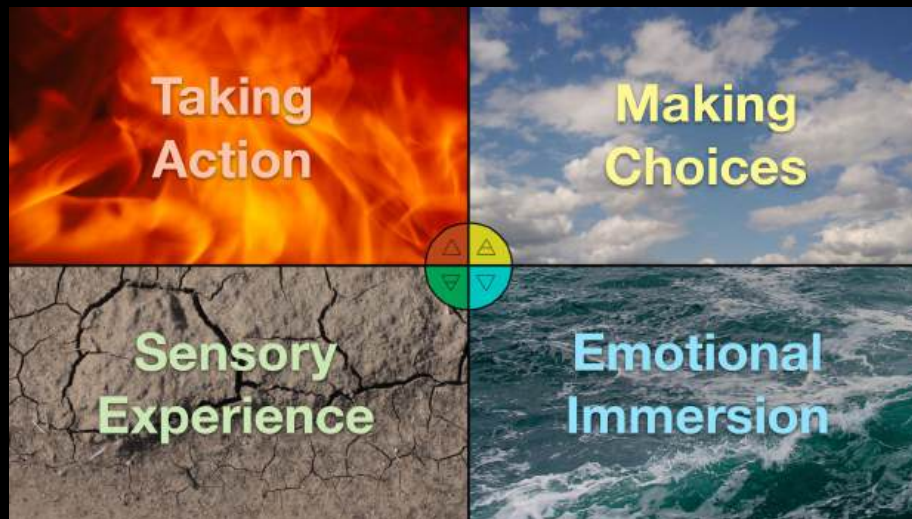 Taking
Action
Making
Choices
Sensory
Experience
Emotional
Immersion